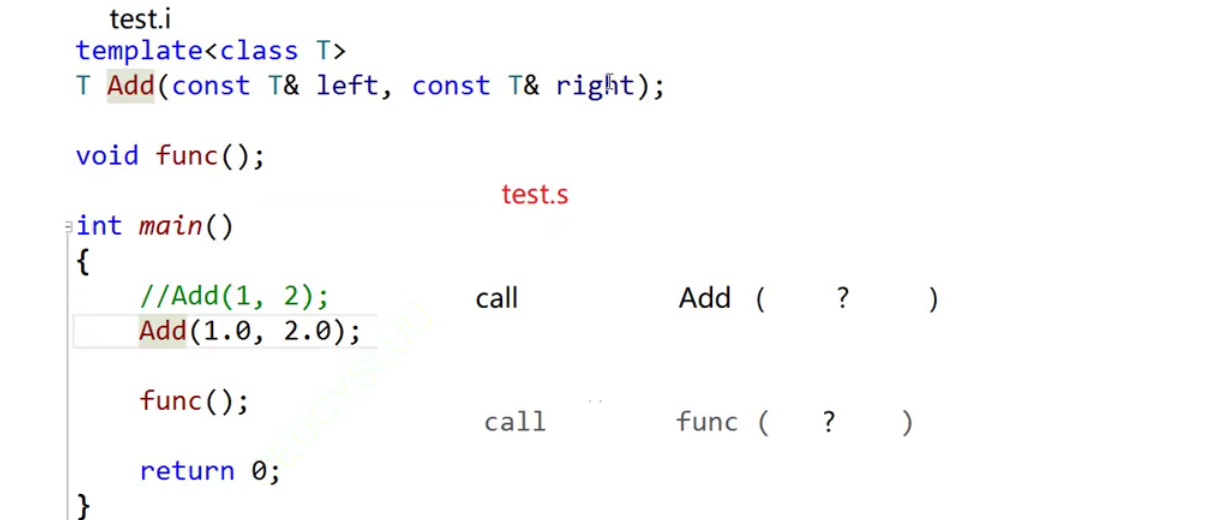 test.i
template<class T>
T Add(const T& left, const T& right);
void func();
test.s
int main()
{
//Add(1, 2);
call Add ( ? )
Add(1.0, 2.0);
func();
call func ( ? )
return 0;
}